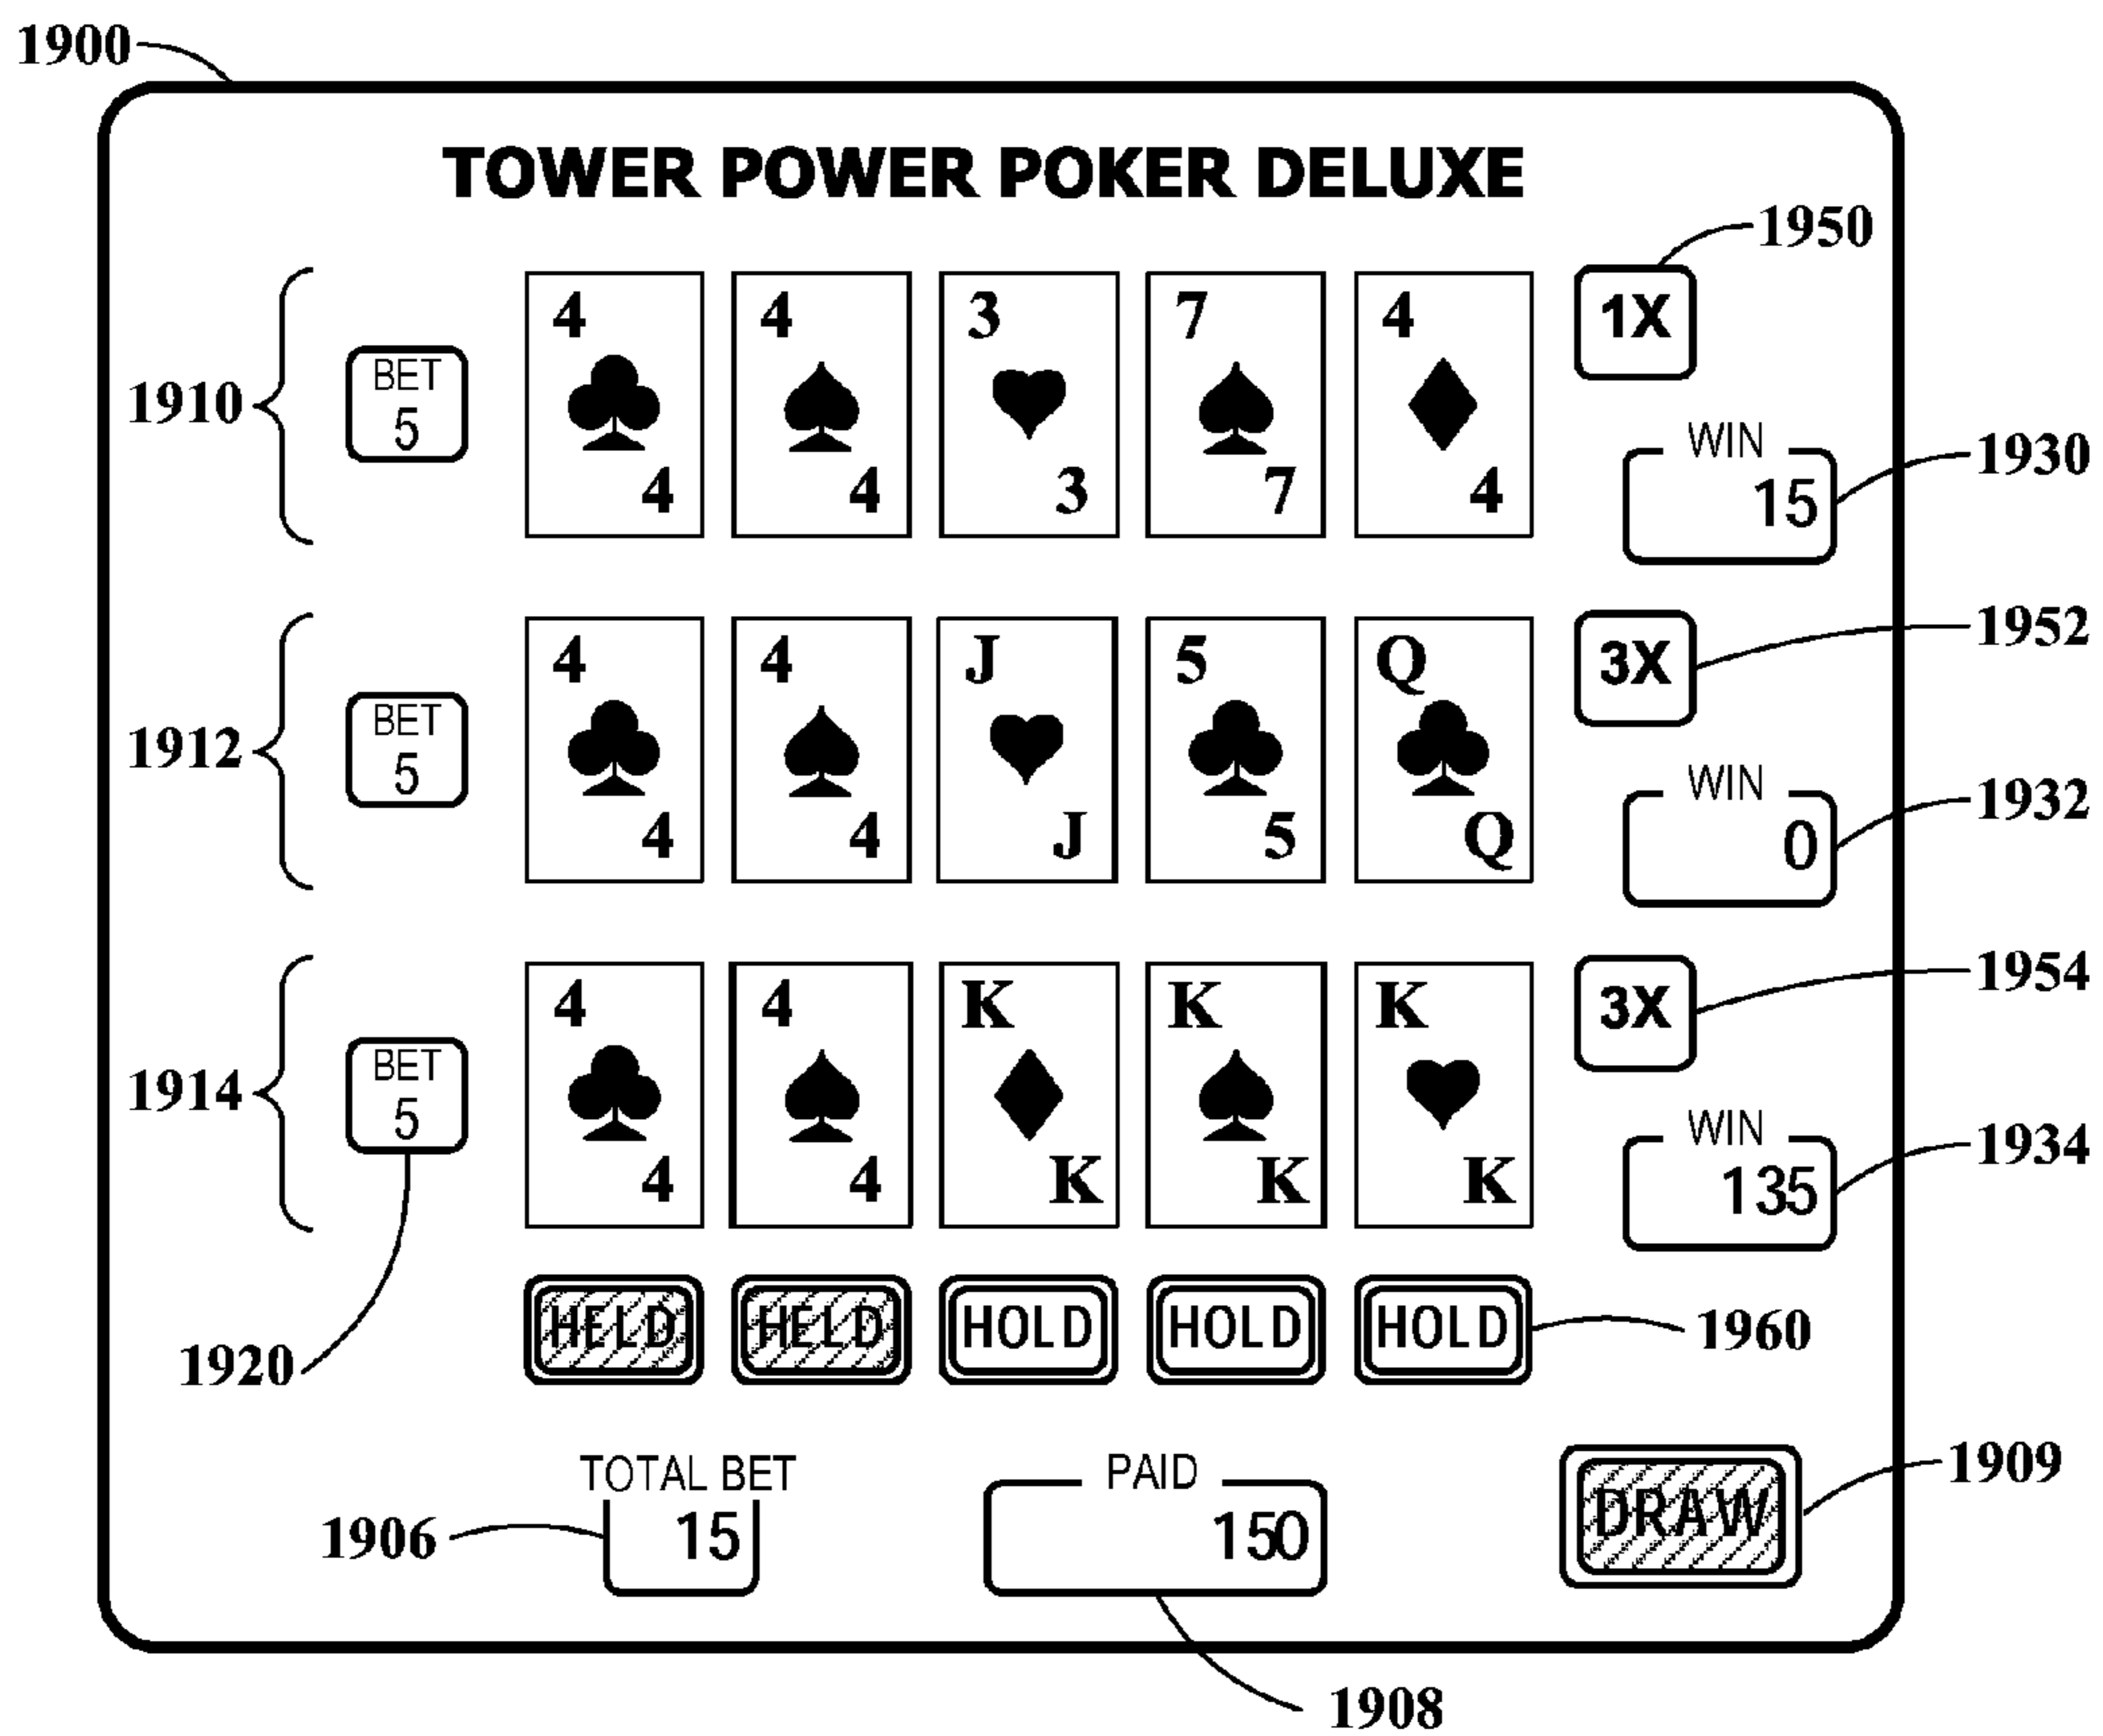 1900
TOWER POWER POKER DELUXE
1950
4 4 3 7 4
1X
1910
BET
5
WIN
15
1930
4 4 3 7 4
4 4 J 5 Q
3X
1952
1912
BET
5
WIN
0
1932
4 4 J 5 Q
4 4 K K K
3X
1954
1914
BET
5
WIN
135
1934
4 4 K K K
HELD HELD HOLD HOLD HOLD
1960
1920
TOTAL BET
15
1906
PAID
150
DRAW
1909
1908